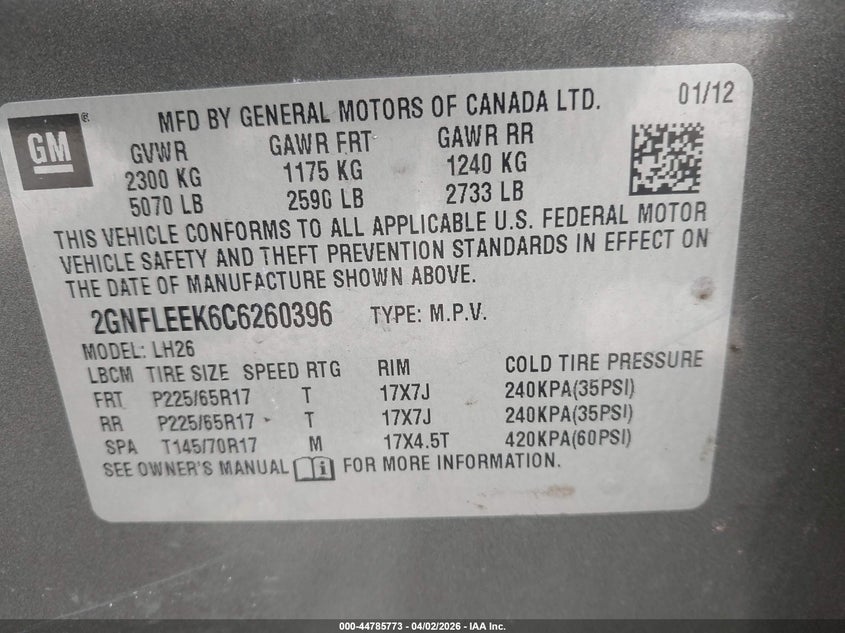 MFD BY GENERAL MOTORS OF CANADA LTD. 01/12
GM®
GVWR GAWR FRT GAWR RR
2300 KG 1175 KG 1240 KG
5070 LB 2590 LB 2733 LB
THIS VEHICLE CONFORMS TO ALL APPLICABLE U.S. FEDERAL MOTOR
VEHICLE SAFETY AND THEFT PREVENTION STANDARDS IN EFFECT ON
THE DATE OF MANUFACTURE SHOWN ABOVE.
2GNFLEEK6C6260396 TYPE: M.P.V.
MODEL: LH26
LBCM TIRE SIZE SPEED RTG RIM COLD TIRE PRESSURE
FRT P225/65R17 T 17X7J 240KPA(35PSI)
RR P225/65R17 T 17X7J 240KPA(35PSI)
SPA T145/70R17 M 17X4.5T 420KPA(60PSI)
SEE OWNER'S MANUAL i FOR MORE INFORMATION.
000-44785773 - 04/02/2026 - IAA Inc.